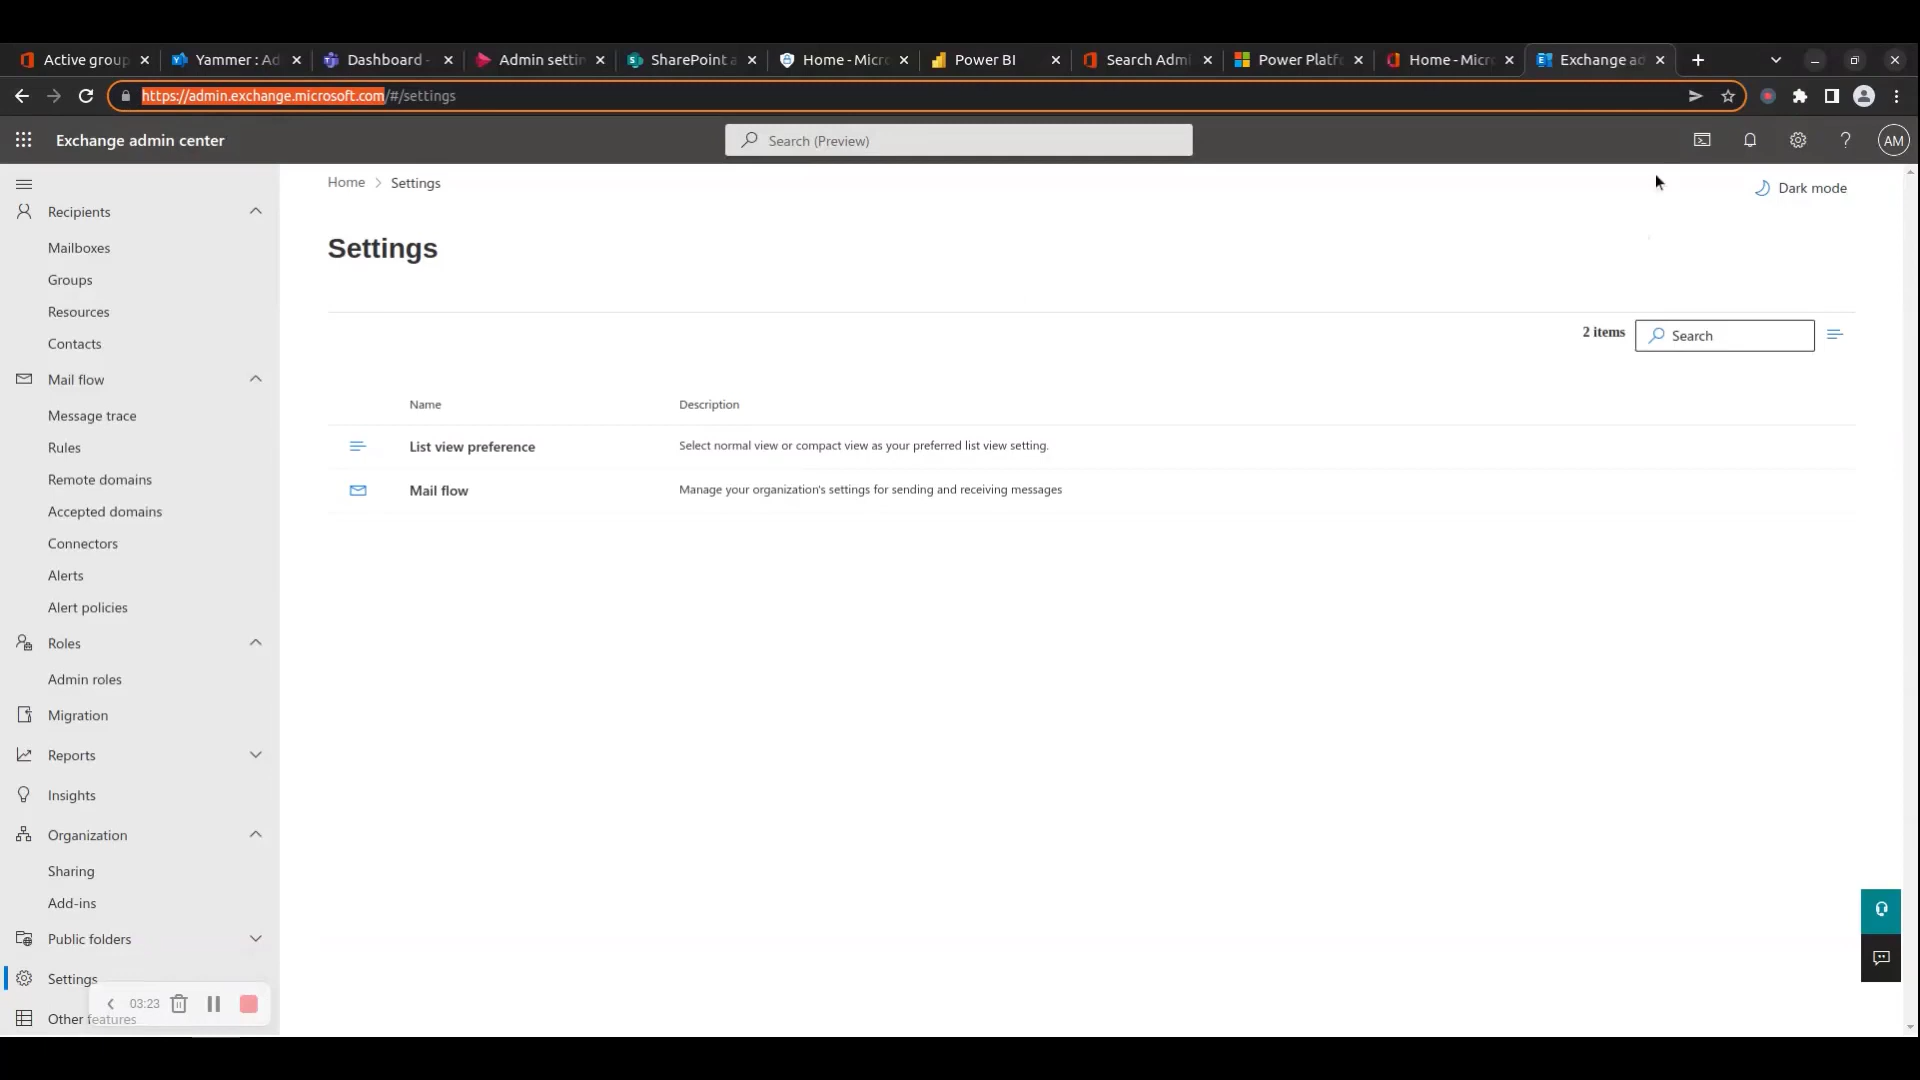 Active group
Yammer : Ad
Dashboard -
Admin settin
SharePoint a
Home - Micro
Power BI
Search Admi
Power Platfo
Home - Micro
Exchange ad
https://admin.exchange.microsoft.com/#/settings
Exchange admin center
Search (Preview)
AM
Home > Settings
Dark mode
Settings
2 items
Search
Name
Description
List view preference
Select normal view or compact view as your preferred list view setting.
Mail flow
Manage your organization's settings for sending and receiving messages
Recipients
Mailboxes
Groups
Resources
Contacts
Mail flow
Message trace
Rules
Remote domains
Accepted domains
Connectors
Alerts
Alert policies
Roles
Admin roles
Migration
Reports
Insights
Organization
Sharing
Add-ins
Public folders
Settings
03:23
Other features